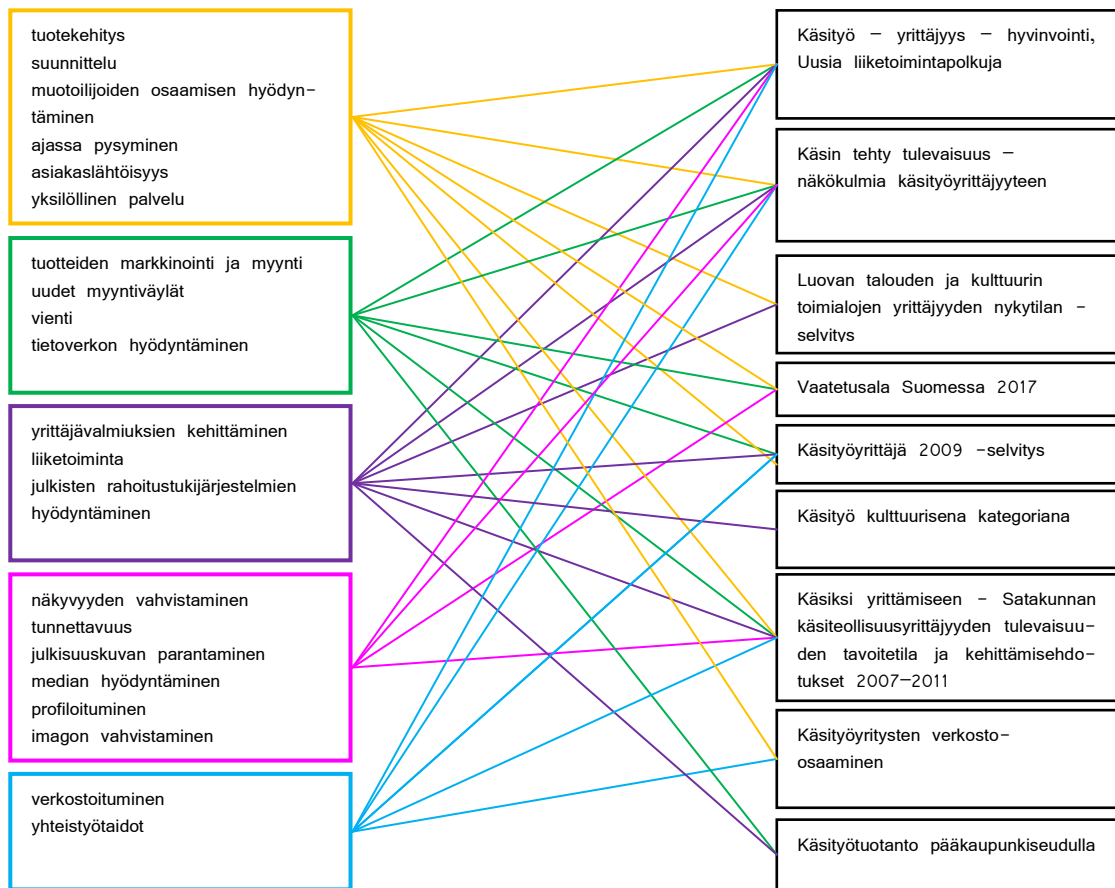 tuotekehitys
suunnittelu
muotoilijoiden osaamisen hyödyn-
täminen
ajassa pysyminen
asiakaslähtöisyys
yksilöllinen palvelu
tuotteiden markkinointi ja myynti
uudet myyntiväylät
vienti
tietoverkon hyödyntäminen
yrittäjävalmiuksien kehittäminen
liiketoiminta
julkisten rahoitustukijärjestelmien
hyödyntäminen
näkyvyyden vahvistaminen
tunnettavuus
julkisuuskuvan parantaminen
median hyödyntäminen
profiloituminen
imagon vahvistaminen
verkostoituminen
yhteistyötaidot
Käsityö – yrittäjyys – hyvinvointi,
Uusia liiketoimintapolkuja
Käsin tehty tulevaisuus –
näkökulmia käsityöyrittäjyyteen
Luovan talouden ja kulttuurin
toimialojen yrittäjyyden nykytilan -
selvitys
Vaatetusala Suomessa 2017
Käsityöyrittäjä 2009 -selvitys
Käsityö kulttuurisena kategoriana
Käsiksi yrittämiseen - Satakunnan
käsiteollisuusyrittäjyyden tulevaisuu-
den tavoitetila ja kehittämisehdo-
tukset 2007–2011
Käsityöyritysten verkosto-
osaaminen
Käsityötuotanto pääkaupunkiseudulla